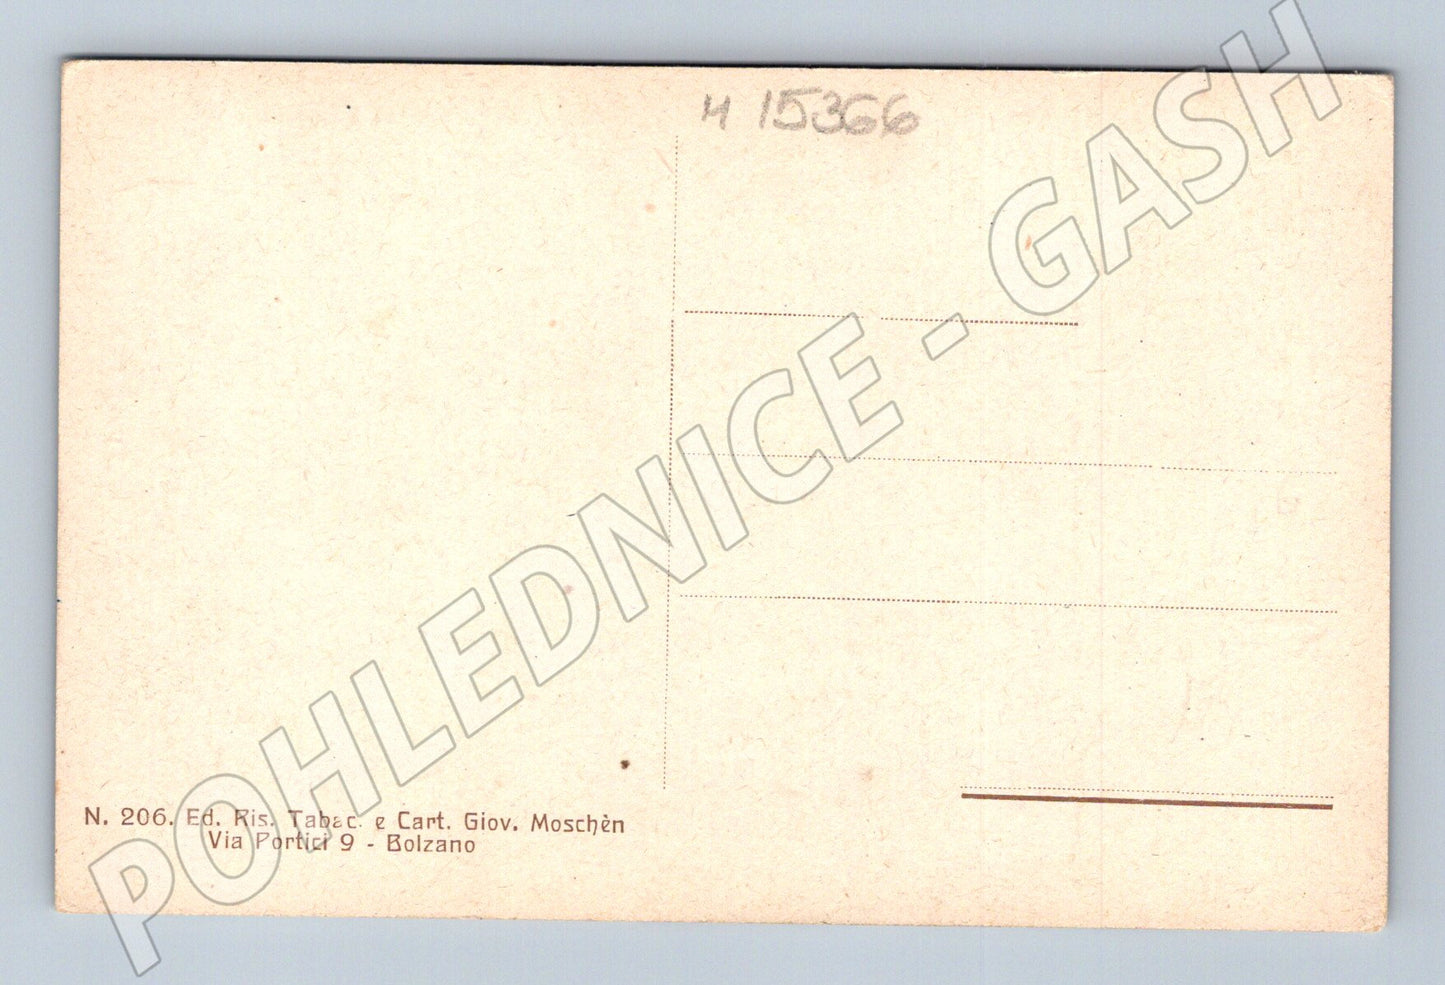 и 15366
POHLEDNICE - GASH
N. 206. Ed. Ris. Tabac. e Cart. Giov. Moschèn
Via Portici 9 - Bolzano